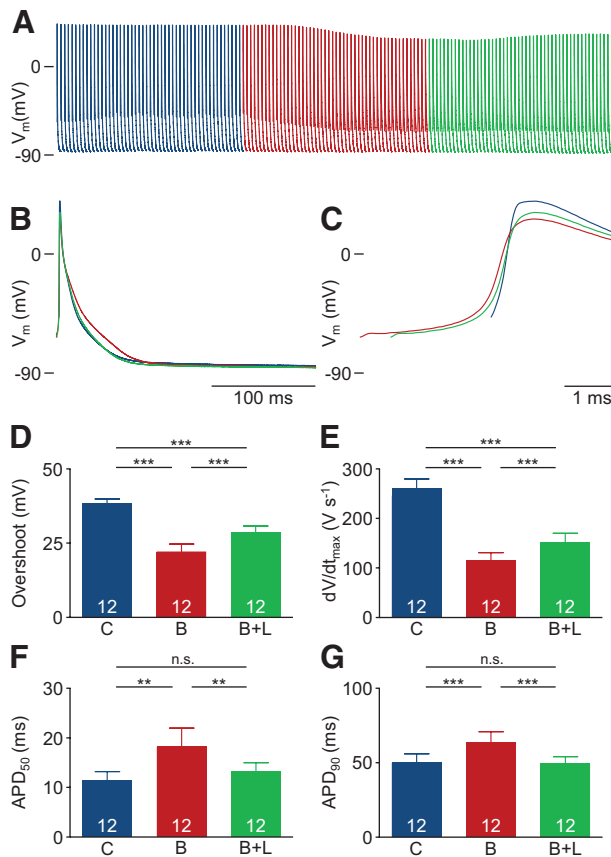 A
0
-90
Vm(mV)
B
0
-90
Vm (mV)
100 ms
C
0
-90
Vm (mV)
1 ms
D
***
***
***
50
25
0
Overshoot (mV)
12
12
12
C
B
B+L
E
***
***
***
300
200
100
0
dV/dtmax (V s-1)
12
12
12
C
B
B+L
F
n.s.
**
**
30
20
10
0
APD50 (ms)
12
12
12
C
B
B+L
G
n.s.
***
***
100
50
0
APD90 (ms)
12
12
12
C
B
B+L